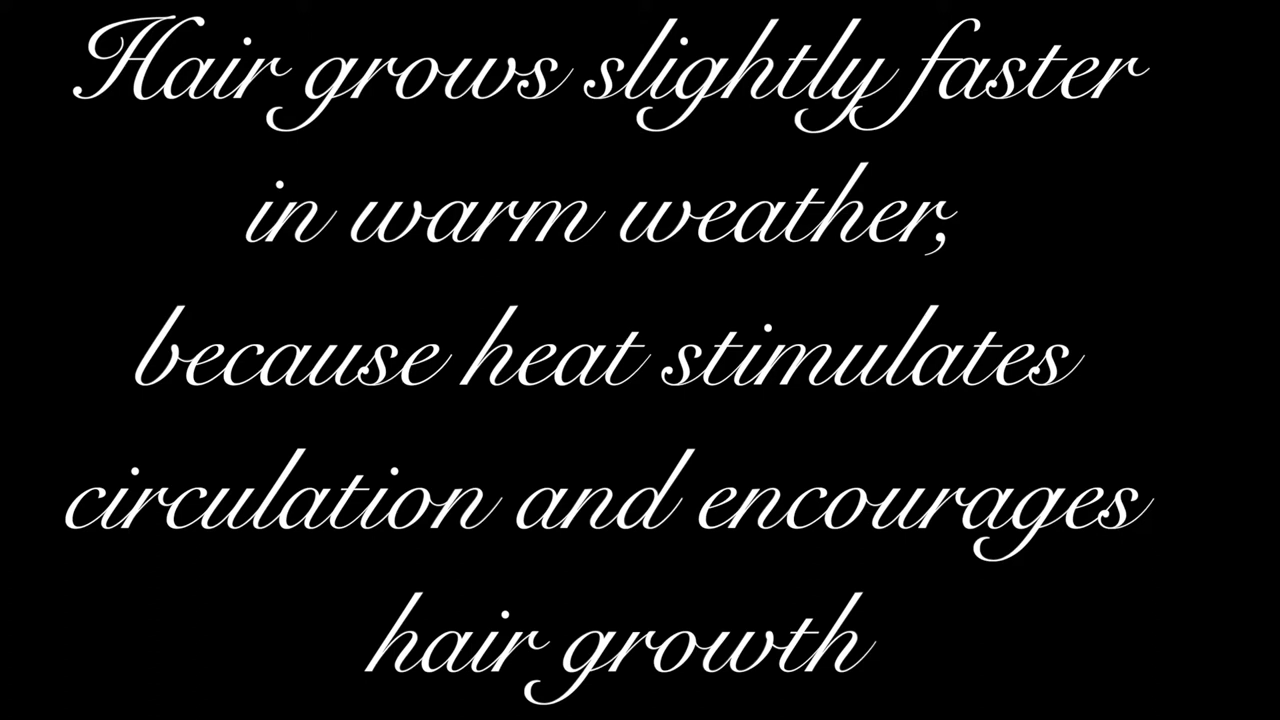 Hair grows slightly faster
in warm weather,
because heat stimulates
circulation and encourages
hair growth